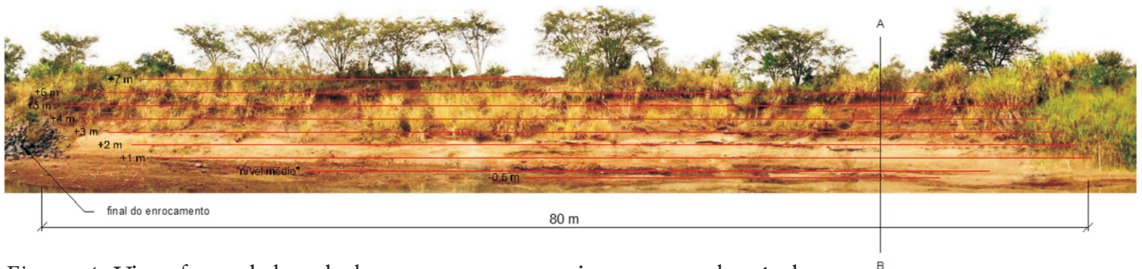 A
+7 m
+6 m
+5 m
+4 m
+3 m
+2 m
+1 m
"nível médio"
-0,5 m
final do enrocamento
80 m
B